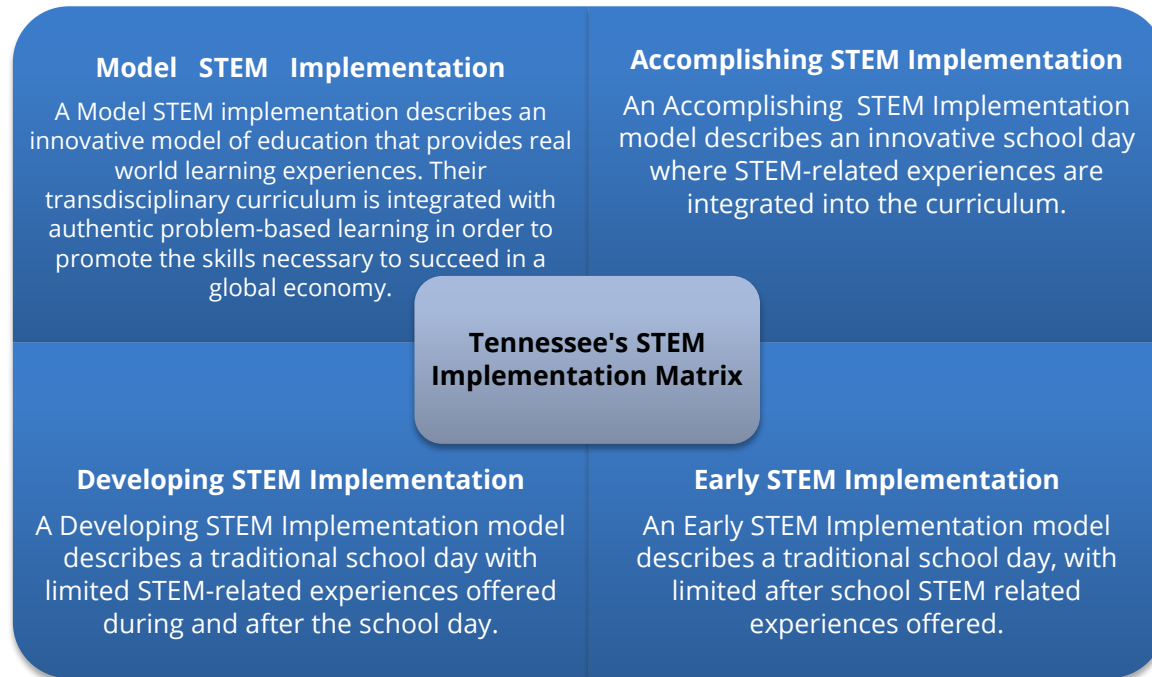 Model STEM Implementation
A Model STEM implementation describes an
innovative model of education that provides real
world learning experiences. Their
transdisciplinary curriculum is integrated with
authentic problem-based learning in order to
promote the skills necessary to succeed in a
global economy.
Accomplishing STEM Implementation
An Accomplishing STEM Implementation
model describes an innovative school day
where STEM-related experiences are
integrated into the curriculum.
Tennessee's STEM
Implementation Matrix
Developing STEM Implementation
A Developing STEM Implementation model
describes a traditional school day with
limited STEM-related experiences offered
during and after the school day.
Early STEM Implementation
An Early STEM Implementation model
describes a traditional school day, with
limited after school STEM related
experiences offered.